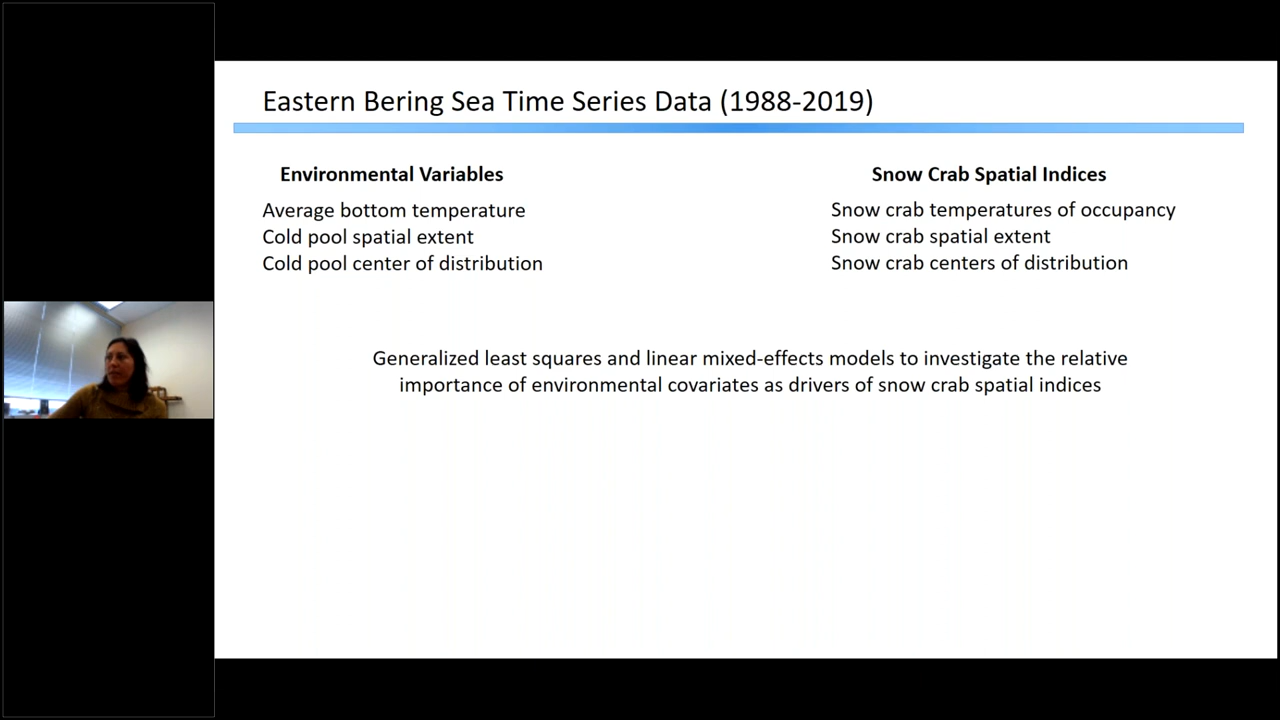 Eastern Bering Sea Time Series Data (1988-2019)
Environmental Variables
Average bottom temperature
Cold pool spatial extent
Cold pool center of distribution
Snow Crab Spatial Indices
Snow crab temperatures of occupancy
Snow crab spatial extent
Snow crab centers of distribution
Generalized least squares and linear mixed-effects models to investigate the relative
importance of environmental covariates as drivers of snow crab spatial indices